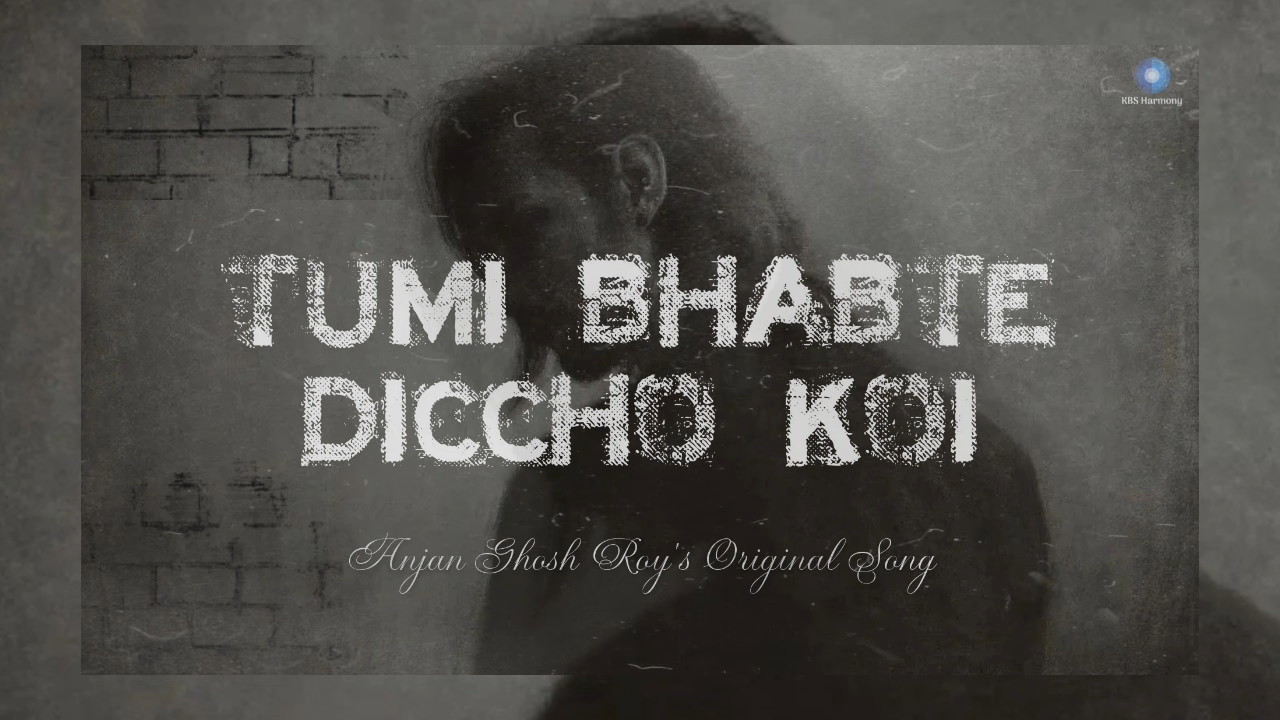 KBS Harmony
TUMI BHABTE
DICCHO KOI
Anjan Ghosh Roy's Original Song